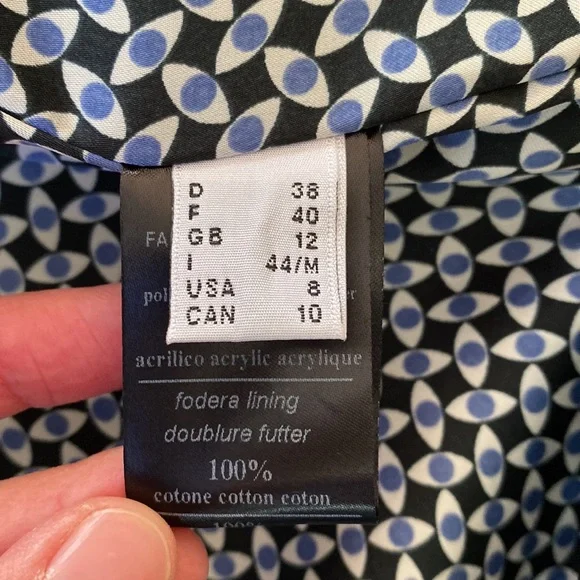 D 38
F 40
GB 12
I 44/M
USA 8
CAN 10
FA
pol
acrilico acrylic acrylique
fodera lining
doublure futter
100%
cotone cotton coton
100%